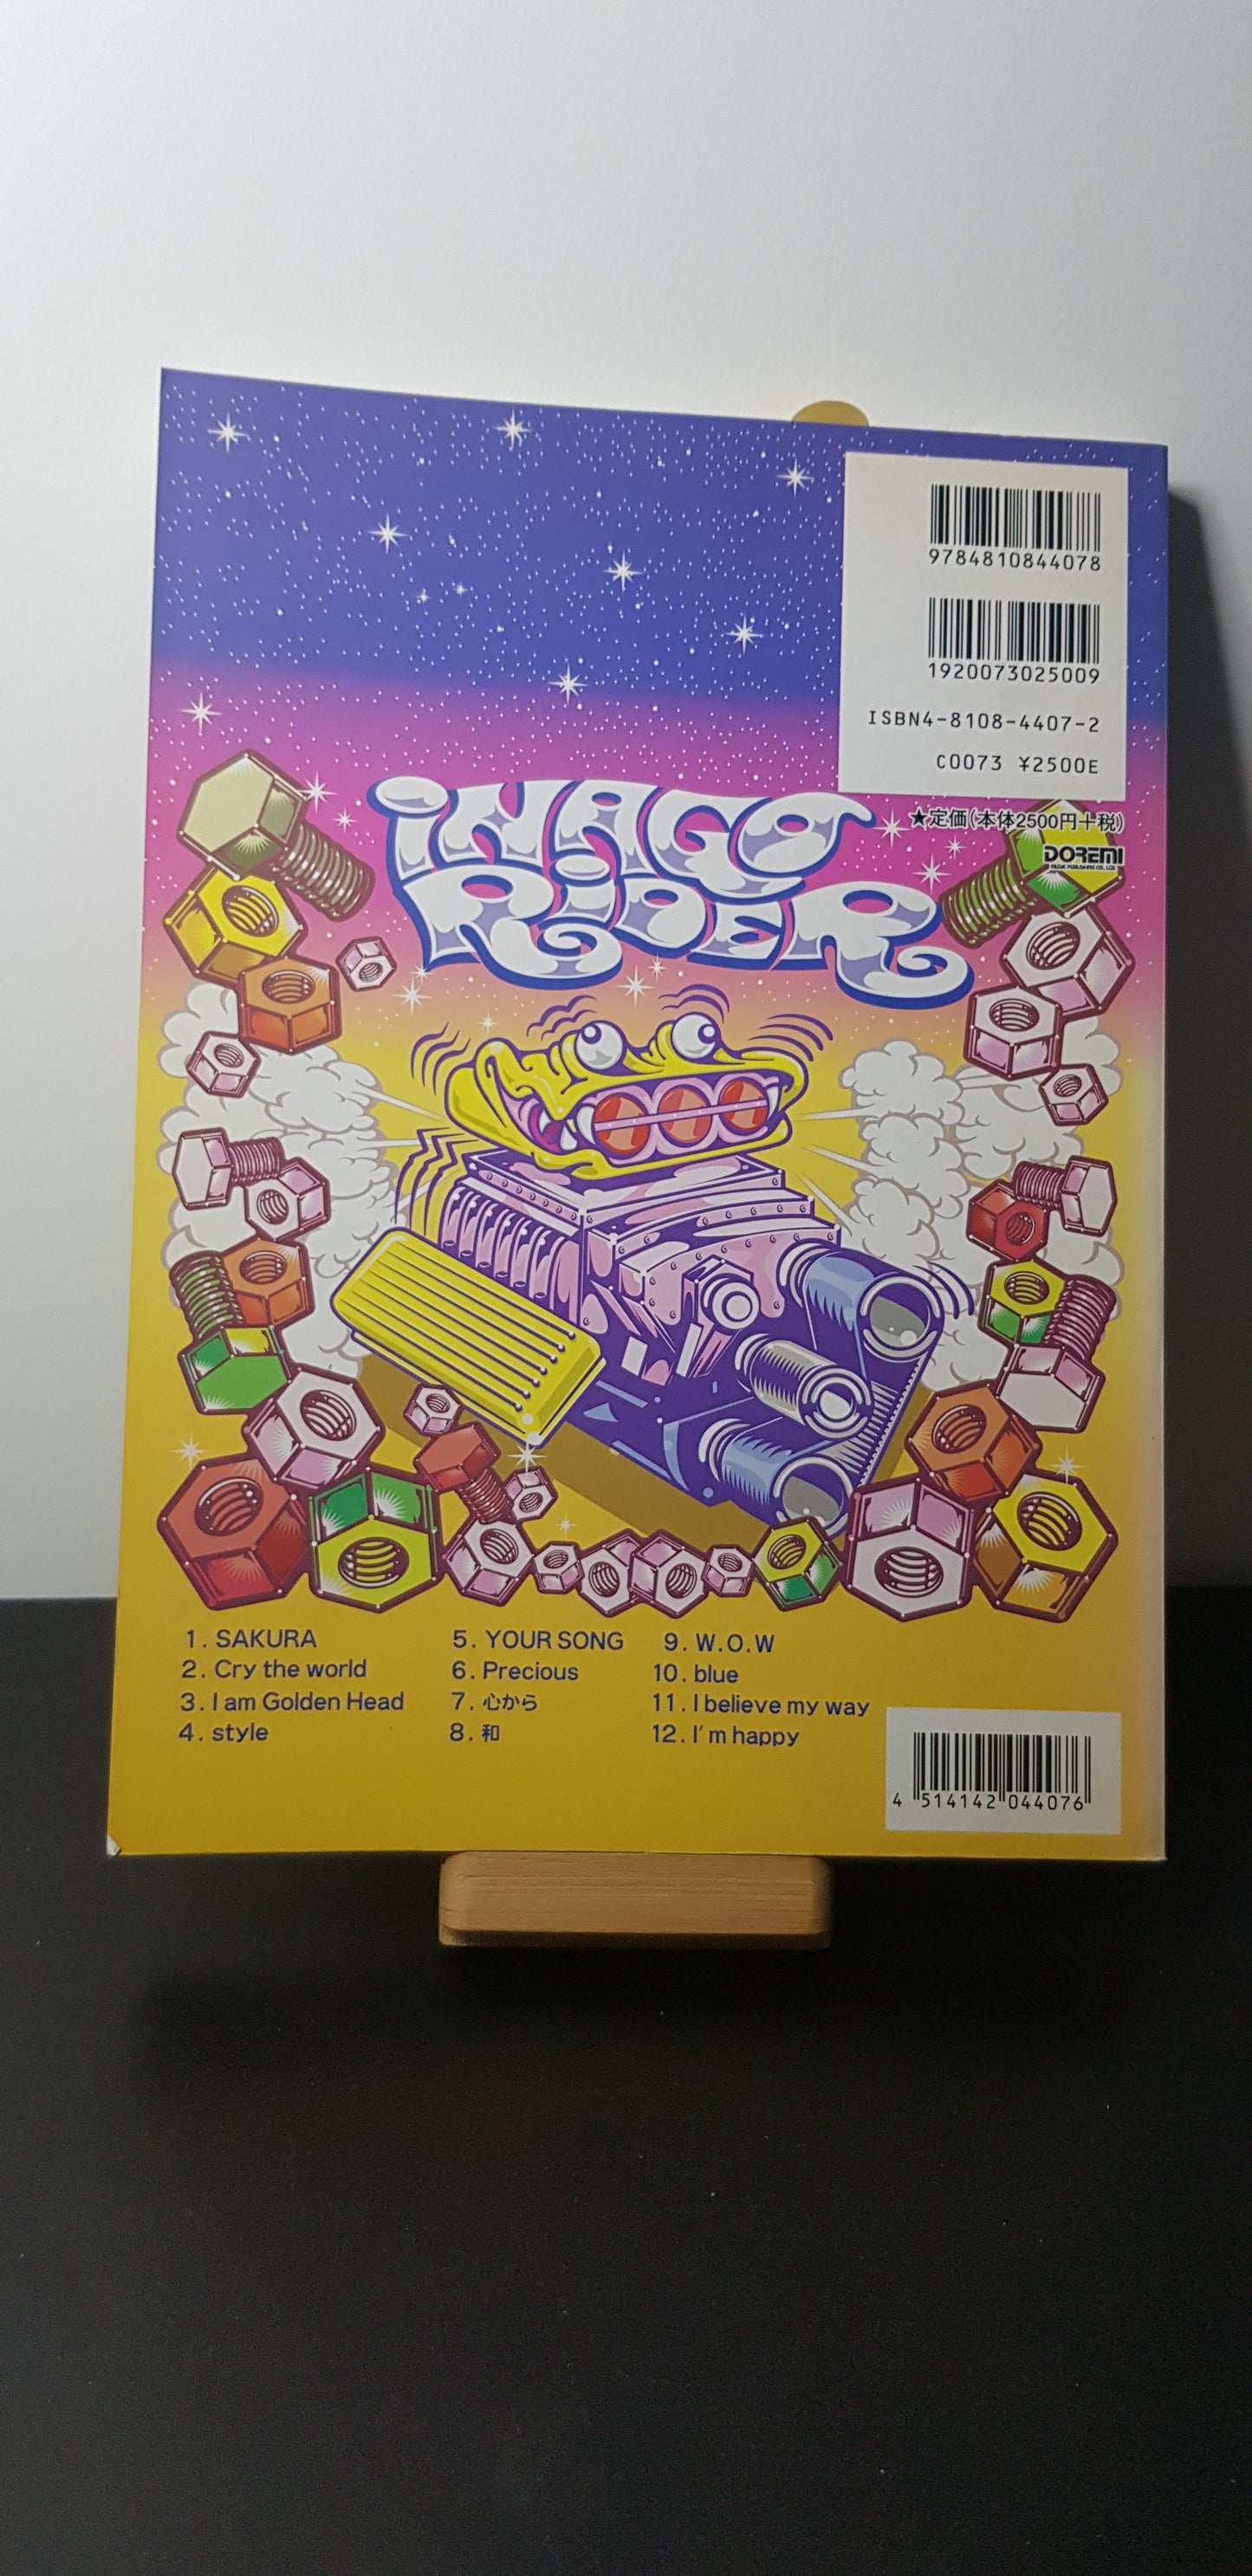 9784810844078
1920073025009
ISBN4-8108-4407-2
C0073 ¥2500E
★定価(本体2500円+税)
DOREMI
INAGO
RIDER
1. SAKURA
2. Cry the world
3. I am Golden Head
4. style
5. YOUR SONG
6. Precious
7. 心から
8. 和
9. W.O.W
10. blue
11. I believe my way
12. I'm happy
4 514142 044076